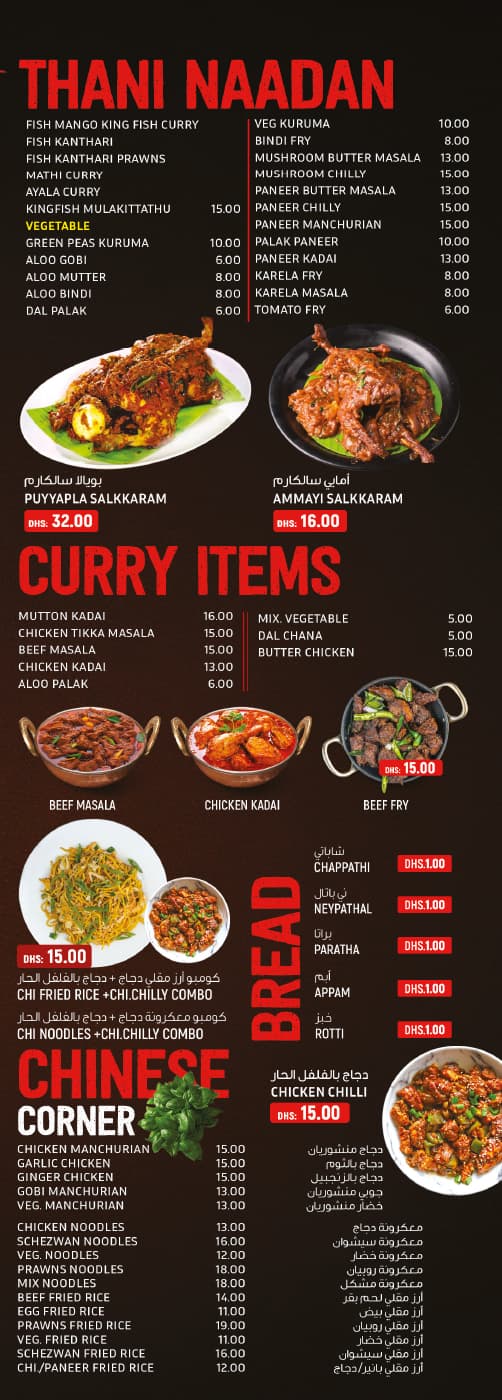 THANI NAADAN
FISH MANGO KING FISH CURRY
FISH KANTHARI
FISH KANTHARI PRAWNS
MATHI CURRY
AYALA CURRY
KINGFISH MULAKITTATHU 15.00
VEGETABLE
GREEN PEAS KURUMA 10.00
ALOO GOBI 6.00
ALOO MUTTER 8.00
ALOO BINDI 8.00
DAL PALAK 6.00
VEG KURUMA 10.00
BINDI FRY 8.00
MUSHROOM BUTTER MASALA 13.00
MUSHROOM CHILLY 15.00
PANEER BUTTER MASALA 13.00
PANEER CHILLY 15.00
PANEER MANCHURIAN 15.00
PALAK PANEER 10.00
PANEER KADAI 13.00
KARELA FRY 8.00
KARELA MASALA 8.00
TOMATO FRY 6.00
بويالا سالكارم
PUYYAPLA SALKKARAM
DHS: 32.00
أمايي سالكارم
AMMAYI SALKKARAM
DHS: 16.00
CURRY ITEMS
MUTTON KADAI 16.00
CHICKEN TIKKA MASALA 15.00
BEEF MASALA 15.00
CHICKEN KADAI 13.00
ALOO PALAK 6.00
MIX. VEGETABLE 5.00
DAL CHANA 5.00
BUTTER CHICKEN 15.00
DHS: 15.00
BEEF MASALA
CHICKEN KADAI
BEEF FRY
DHS: 15.00
كومبو أرز مقلي دجاج + دجاج بالفلفل الحار
CHI FRIED RICE +CHI.CHILLY COMBO
كومبو معكرونة دجاج + دجاج بالفلفل الحار
CHI NOODLES +CHI.CHILLY COMBO
BREAD
شاباتي
CHAPPATHI DHS.1.00
ني باتال
NEYPATHAL DHS.1.00
براتا
PARATHA DHS.1.00
أبم
APPAM DHS.1.00
خبز
ROTTI DHS.1.00
CHINESE
CORNER
دجاج بالفلفل الحار
CHICKEN CHILLI
DHS: 15.00
CHICKEN MANCHURIAN 15.00 دجاج منشوريان
GARLIC CHICKEN 15.00 دجاج بالثوم
GINGER CHICKEN 15.00 دجاج بالزنجبيل
GOBI MANCHURIAN 13.00 جوبي منشوريان
VEG. MANCHURIAN 13.00 خضار منشوريان
CHICKEN NOODLES 13.00 معكرونة دجاج
SCHEZWAN NOODLES 16.00 معكرونة سيشوان
VEG. NOODLES 12.00 معكرونة خضار
PRAWNS NOODLES 18.00 معكرونة روبيان
MIX NOODLES 18.00 معكرونة مشكل
BEEF FRIED RICE 14.00 أرز مقلي لحم بقر
EGG FRIED RICE 11.00 أرز مقلي بيض
PRAWNS FRIED RICE 19.00 أرز مقلي روبيان
VEG. FRIED RICE 11.00 أرز مقلي خضار
SCHEZWAN FRIED RICE 16.00 أرز مقلي سيشوان
CHI./PANEER FRIED RICE 12.00 أرز مقلي بانير/دجاج